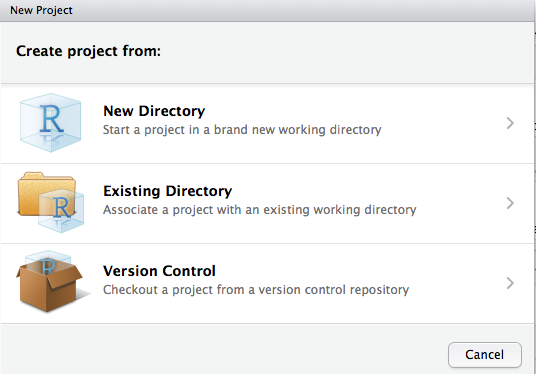 New Project
Create project from:
R
New Directory
Start a project in a brand new working directory
R
Existing Directory
Associate a project with an existing working directory
R
Version Control
Checkout a project from a version control repository
Cancel